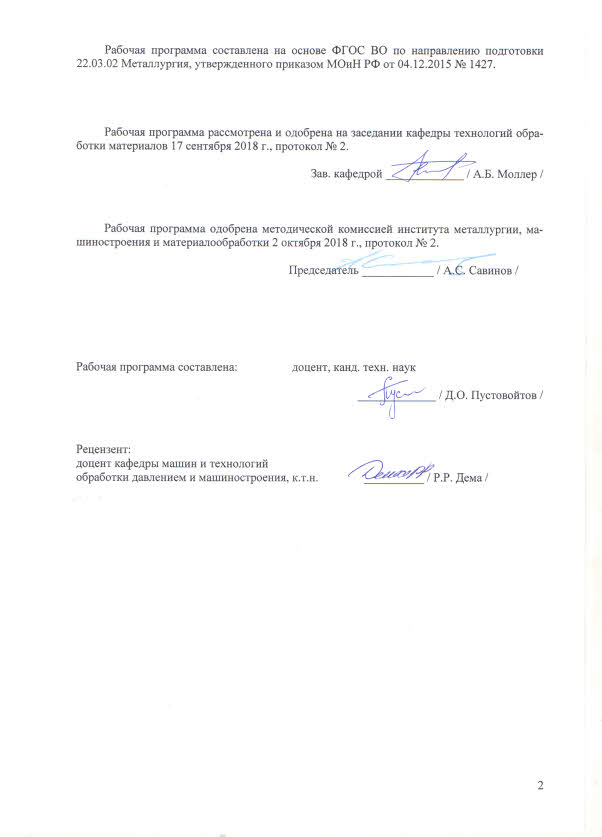 Рабочая программа составлена на основе ФГОС ВО по направлению подготовки
22.03.02 Металлургия, утвержденного приказом МОиН РФ от 04.12.2015 № 1427.
Рабочая программа рассмотрена и одобрена на заседании кафедры технологий обра-
ботки материалов 17 сентября 2018 г., протокол № 2.
Зав. кафедрой _____________ / А.Б. Моллер /
Рабочая программа одобрена методической комиссией института металлургии, ма-
шиностроения и материалообработки 2 октября 2018 г., протокол № 2.
Председатель ____________ / А.С. Савинов /
Рабочая программа составлена: доцент, канд. техн. наук
_____________ / Д.О. Пустовойтов /
Рецензент:
доцент кафедры машин и технологий
обработки давлением и машиностроения, к.т.н. __________ / Р.Р. Дема /
2